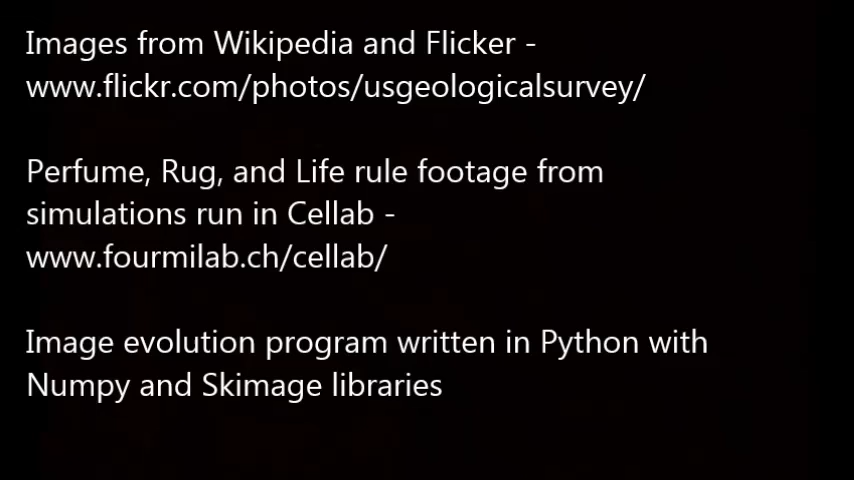 Images from Wikipedia and Flicker -
www.flickr.com/photos/usgeologicalsurvey/
Perfume, Rug, and Life rule footage from
simulations run in Cellab -
www.fourmilab.ch/cellab/
Image evolution program written in Python with
Numpy and Skimage libraries